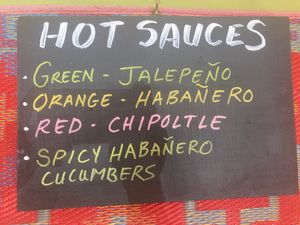 HOT SAUCES
· GREEN - JALEPEÑO
· ORANGE - HABAÑERO
· RED - CHIPOLTLE
· SPICY HABAÑERO
CUCUMBERS